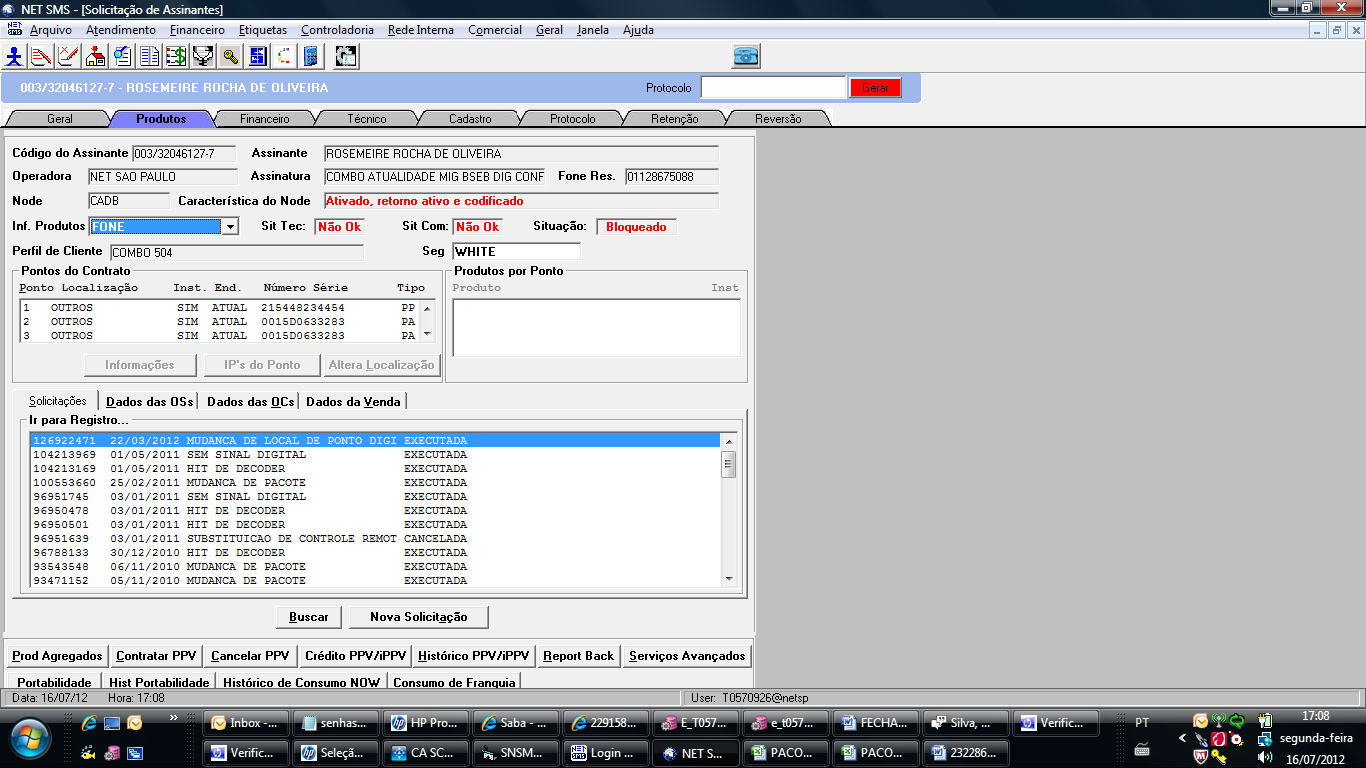 NET SMS - [Solicitação de Assinantes]
Arquivo Atendimento Financeiro Etiquetas Controladoria Rede Interna Comercial Geral Janela Ajuda
003/32046127-7 - ROSEMEIRE ROCHA DE OLIVEIRA Protocolo Gerar
Geral Produtos Financeiro Técnico Cadastro Protocolo Retenção Reversão
Código do Assinante 003/32046127-7 Assinante ROSEMEIRE ROCHA DE OLIVEIRA
Operadora NET SAO PAULO Assinatura COMBO ATUALIDADE MIG BSEB DIG CONF Fone Res. 01128675088
Node CADB Característica do Node Ativado, retorno ativo e codificado
Inf. Produtos FONE Sit Tec: Não Ok Sit Com: Não Ok Situação: Bloqueado
Perfil de Cliente COMBO 504 Seg WHITE
Pontos do Contrato Produtos por Ponto
Ponto Localização Inst. End. Número Série Tipo Produto Inst
1 OUTROS SIM ATUAL 215448234454 PP
2 OUTROS SIM ATUAL 0015D0633283 PA
3 OUTROS SIM ATUAL 0015D0633283 PA
Informações IP's do Ponto Altera Localização
Solicitações Dados das OSs Dados das OCs Dados da Venda
Ir para Registro...
126922471 22/03/2012 MUDANCA DE LOCAL DE PONTO DIGI EXECUTADA
104213969 01/05/2011 SEM SINAL DIGITAL EXECUTADA
104213169 01/05/2011 HIT DE DECODER EXECUTADA
100553660 25/02/2011 MUDANCA DE PACOTE EXECUTADA
96951745 03/01/2011 SEM SINAL DIGITAL EXECUTADA
96950478 03/01/2011 HIT DE DECODER EXECUTADA
96950501 03/01/2011 HIT DE DECODER EXECUTADA
96951639 03/01/2011 SUBSTITUICAO DE CONTROLE REMOT CANCELADA
96788133 30/12/2010 HIT DE DECODER EXECUTADA
93543548 06/11/2010 MUDANCA DE PACOTE EXECUTADA
93471152 05/11/2010 MUDANCA DE PACOTE EXECUTADA
Buscar Nova Solicitação
Prod Agregados Contratar PPV Cancelar PPV Crédito PPV/iPPV Histórico PPV/iPPV Report Back Serviços Avançados
Portabilidade Hist Portabilidade Histórico de Consumo NOW Consumo de Franquia
Data: 16/07/12 Hora: 17:08 User: T0570926@netsp
Inbox -... senhas... HP Pro... Saba - ... 229158... E_T057... e_t057... FECHA... Silva, ... Verific... PT 17:08
segunda-feira
Verific... Seleçã... CA SC... SNSM... Login ... NET S... PACO... PACO... 232286... 16/07/2012